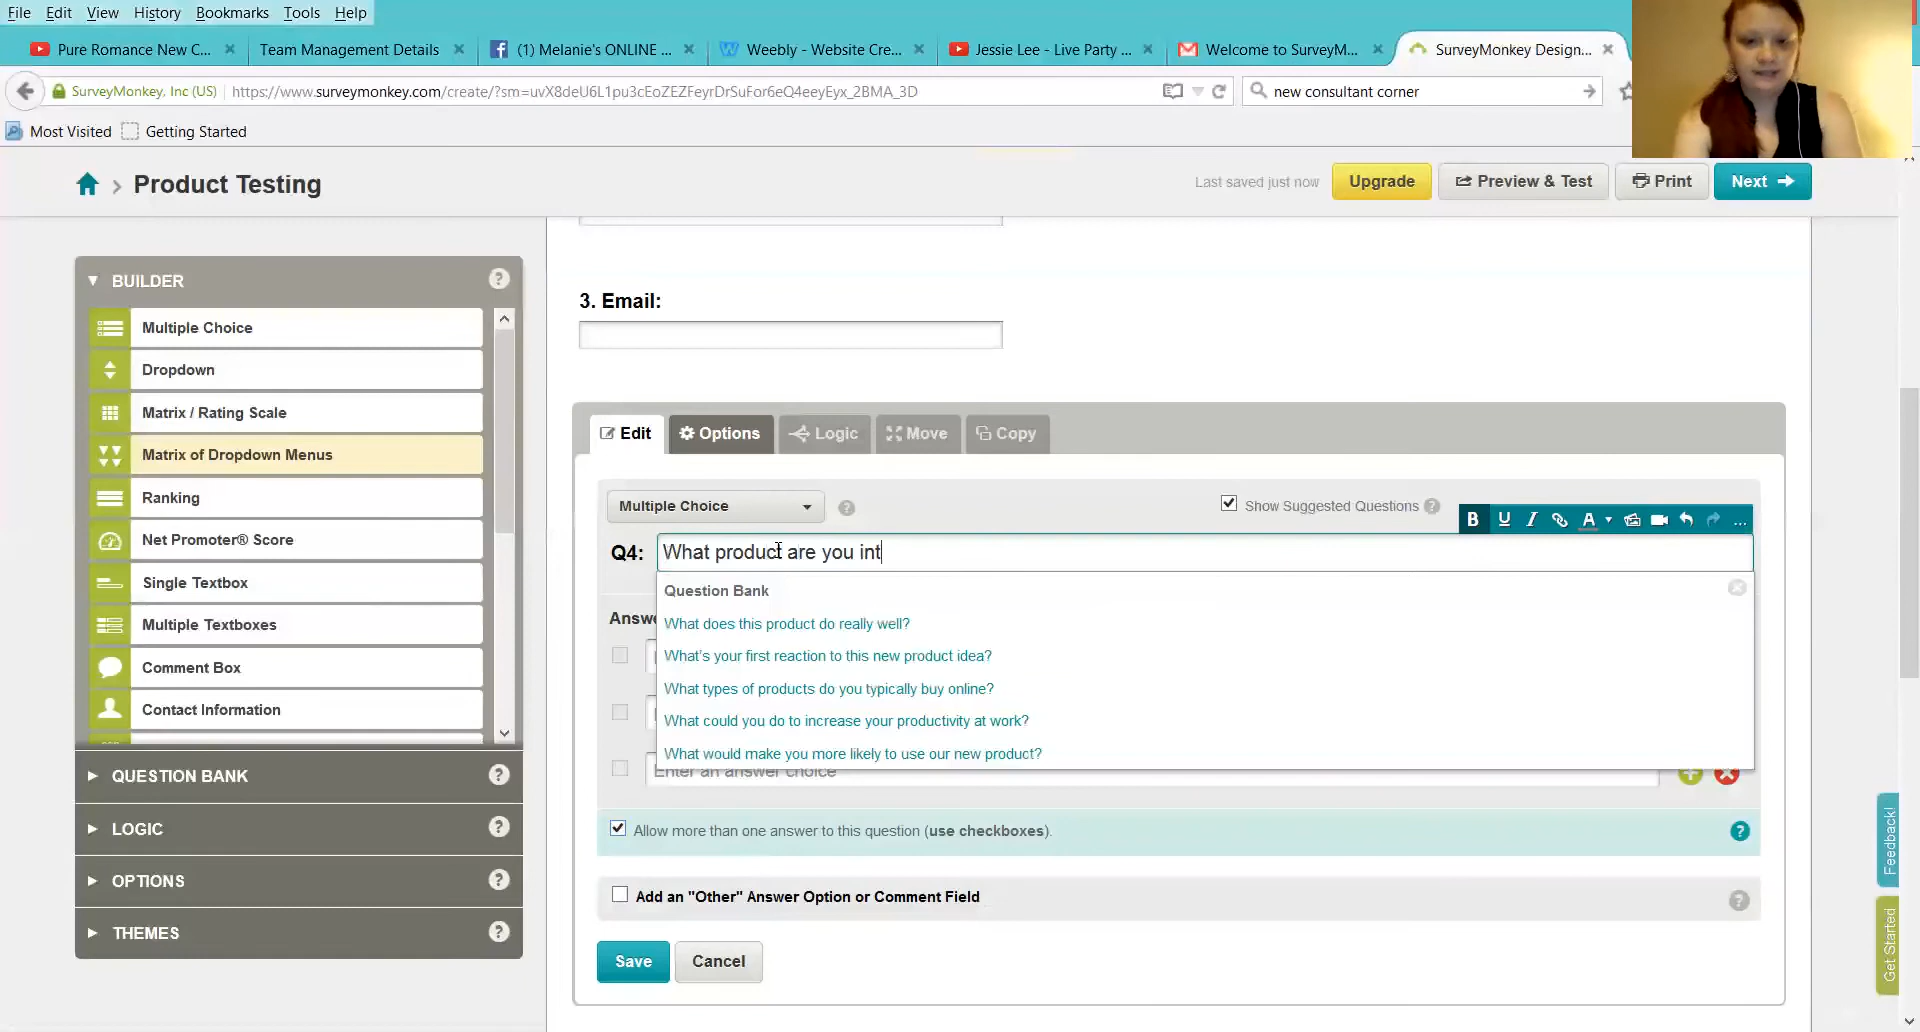 File Edit View History Bookmarks Tools Help
Pure Romance New C... Team Management Details (1) Melanie's ONLINE ... Weebly - Website Cre... Jessie Lee - Live Party ... Welcome to SurveyM... SurveyMonkey Design...
SurveyMonkey, Inc (US) https://www.surveymonkey.com/create/?sm=uvX8deU6L1pu3cEoZEZFeyrDrSuFor6eQ4eeyEyx_2BMA_3D new consultant corner
Most Visited Getting Started
Product Testing Last saved just now Upgrade Preview & Test Print Next
BUILDER
Multiple Choice
Dropdown
Matrix / Rating Scale
Matrix of Dropdown Menus
Ranking
Net Promoter® Score
Single Textbox
Multiple Textboxes
Comment Box
Contact Information
QUESTION BANK
LOGIC
OPTIONS
THEMES
3. Email:
Edit Options Logic Move Copy
Multiple Choice Show Suggested Questions
B U I A ...
Q4: What product are you int
Question Bank
Answe
What does this product do really well?
What's your first reaction to this new product idea?
What types of products do you typically buy online?
What could you do to increase your productivity at work?
What would make you more likely to use our new product?
Enter an answer choice
Allow more than one answer to this question (use checkboxes).
Add an "Other" Answer Option or Comment Field
Save Cancel
Feedback!
Get Started